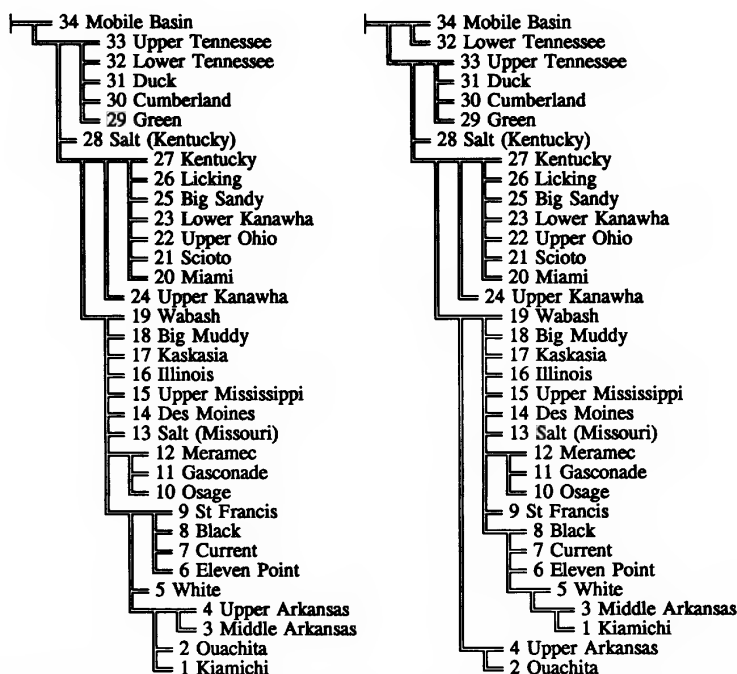 34 Mobile Basin
33 Upper Tennessee
32 Lower Tennessee
31 Duck
30 Cumberland
29 Green
28 Salt (Kentucky)
27 Kentucky
26 Licking
25 Big Sandy
23 Lower Kanawha
22 Upper Ohio
21 Scioto
20 Miami
24 Upper Kanawha
19 Wabash
18 Big Muddy
17 Kaskasia
16 Illinois
15 Upper Mississippi
14 Des Moines
13 Salt (Missouri)
12 Meramec
11 Gasconade
10 Osage
9 St Francis
8 Black
7 Current
6 Eleven Point
5 White
4 Upper Arkansas
3 Middle Arkansas
2 Ouachita
1 Kiamichi
34 Mobile Basin
32 Lower Tennessee
33 Upper Tennessee
31 Duck
30 Cumberland
29 Green
28 Salt (Kentucky)
27 Kentucky
26 Licking
25 Big Sandy
23 Lower Kanawha
22 Upper Ohio
21 Scioto
20 Miami
24 Upper Kanawha
19 Wabash
18 Big Muddy
17 Kaskasia
16 Illinois
15 Upper Mississippi
14 Des Moines
13 Salt (Missouri)
12 Meramec
11 Gasconade
10 Osage
9 St Francis
8 Black
7 Current
6 Eleven Point
5 White
3 Middle Arkansas
1 Kiamichi
4 Upper Arkansas
2 Ouachita